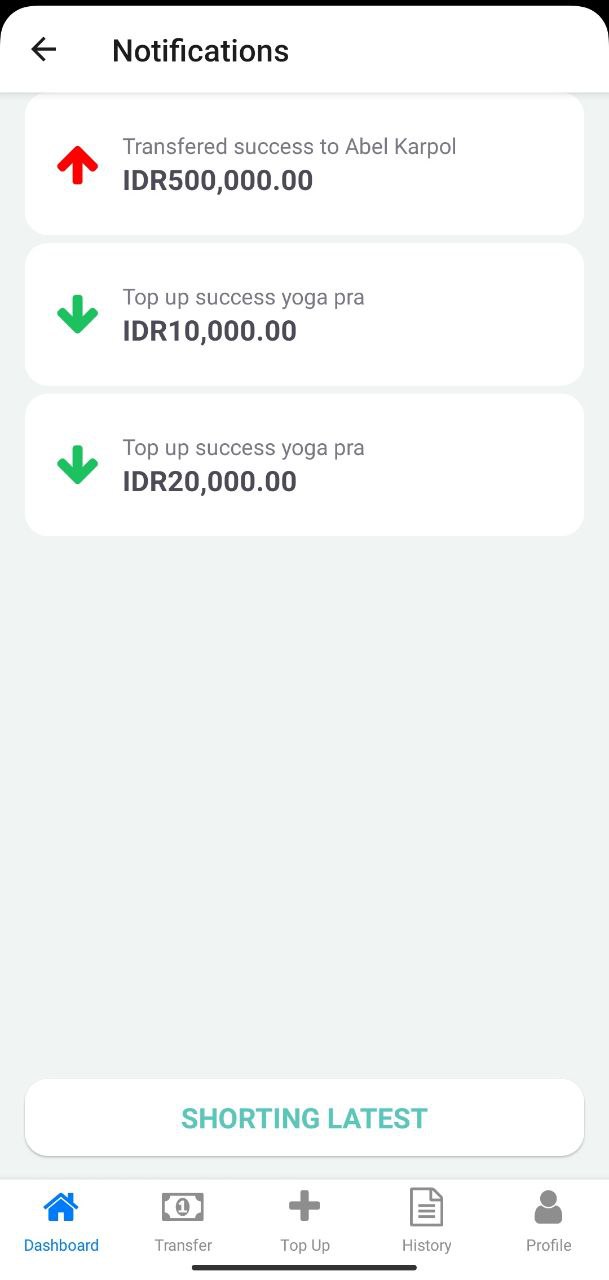 Notifications
Transfered success to Abel Karpol
IDR500,000.00
Top up success yoga pra
IDR10,000.00
Top up success yoga pra
IDR20,000.00
SHORTING LATEST
1
Dashboard
Transfer
Top Up
History
Profile